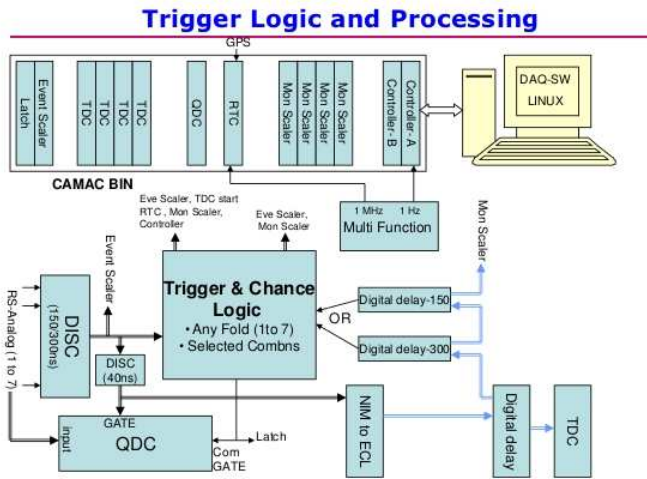 Trigger Logic and Processing
GPS
Latch
Event Scaler
TDC
TDC
TDC
TDC
QDC
RTC
Mon Scaler
Mon Scaler
Mon Scaler
Mon Scaler
Controller- B
Controller- A
DAQ-SW
LINUX
CAMAC BIN
Eve Scaler, TDC start
RTC , Mon Scaler,
Controller
Eve Scaler,
Mon Scaler
1 MHz 1 Hz
Multi Function
Mon Scaler
Event Scaler
RS-Analog (1 to 7)
DISC
(150/300ns)
Trigger & Chance
Logic
• Any Fold (1to 7)
• Selected Combns
Digital delay-150
OR
Digital delay-300
DISC
(40ns)
GATE
input
QDC
Latch
Com
GATE
NIM to ECL
Digital delay
TDC